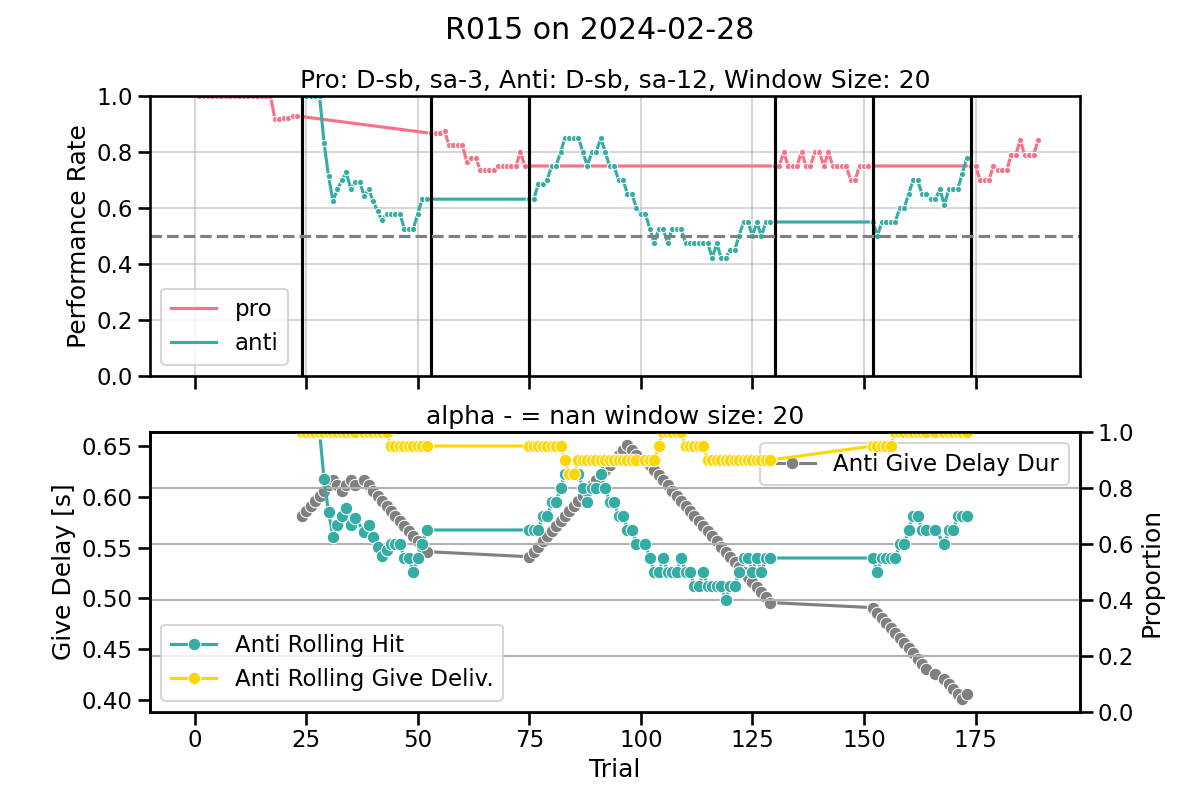 R015 on 2024-02-28
Pro: D-sb, sa-3, Anti: D-sb, sa-12, Window Size: 20
1.0
0.8
0.6
0.4
0.2
0.0
Performance Rate
pro
anti
alpha - = nan window size: 20
0.65
0.60
0.55
0.50
0.45
0.40
Give Delay [s]
Anti Give Delay Dur
Anti Rolling Hit
Anti Rolling Give Deliv.
1.0
0.8
0.6
0.4
0.2
0.0
Proportion
0 25 50 75 100 125 150 175
Trial